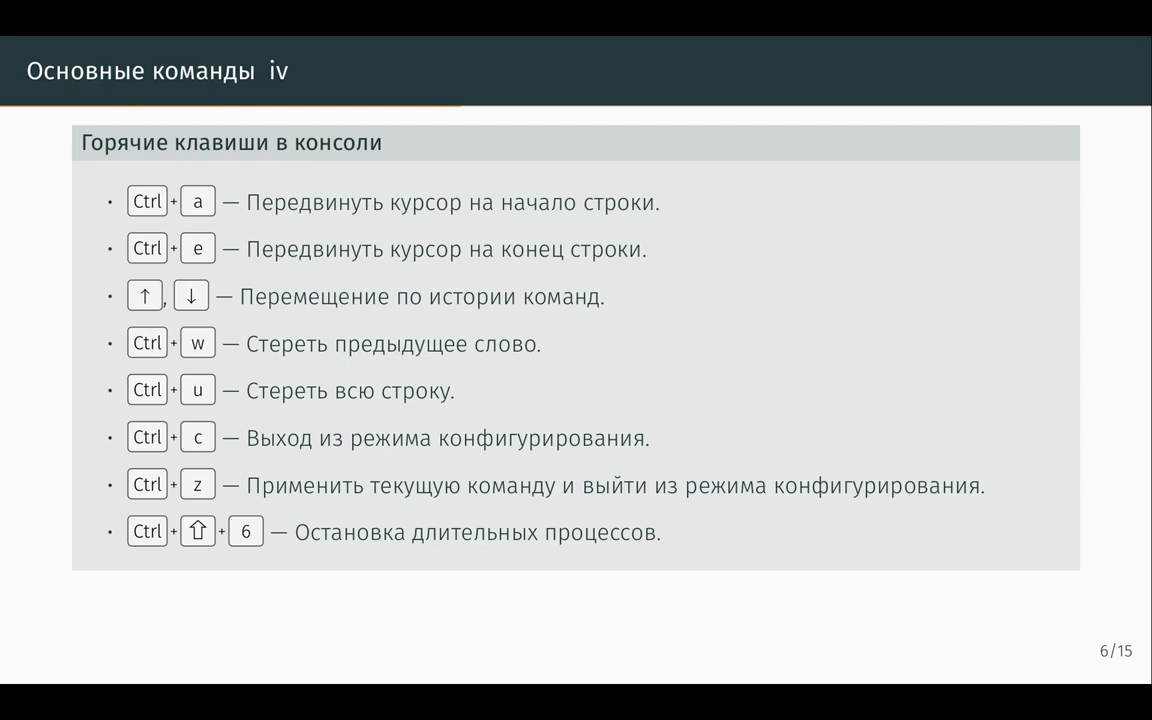 Основные команды iv
Горячие клавиши в консоли
• Ctrl + a — Передвинуть курсор на начало строки.
• Ctrl + e — Передвинуть курсор на конец строки.
• ↑, ↓ — Перемещение по истории команд.
• Ctrl + w — Стереть предыдущее слово.
• Ctrl + u — Стереть всю строку.
• Ctrl + c — Выход из режима конфигурирования.
• Ctrl + z — Применить текущую команду и выйти из режима конфигурирования.
• Ctrl + ⇧ + 6 — Остановка длительных процессов.
6/15